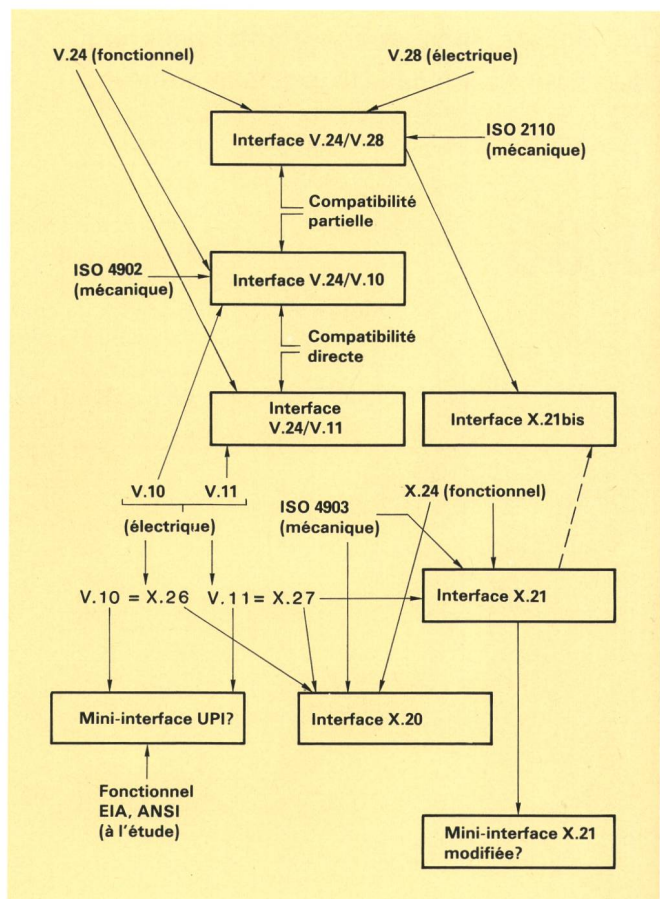 V.24 (fonctionnel)
V.28 (électrique)
Interface V.24/V.28
ISO 2110
(mécanique)
Compatibilité
partielle
ISO 4902
(mécanique)
Interface V.24/V.10
Compatibilité
directe
Interface
V.24/V.11
Interface X.21bis
V.10
V.11
(électrique)
ISO 4903
(mécanique)
X.24 (fonctionnel)
V.10 = X.26
V.11= X.27
Interface X.21
Mini-interface UPI?
Interface X.20
Fonctionnel
EIA, ANSI
(à l'étude)
Mini-interface X.21
modifiée?